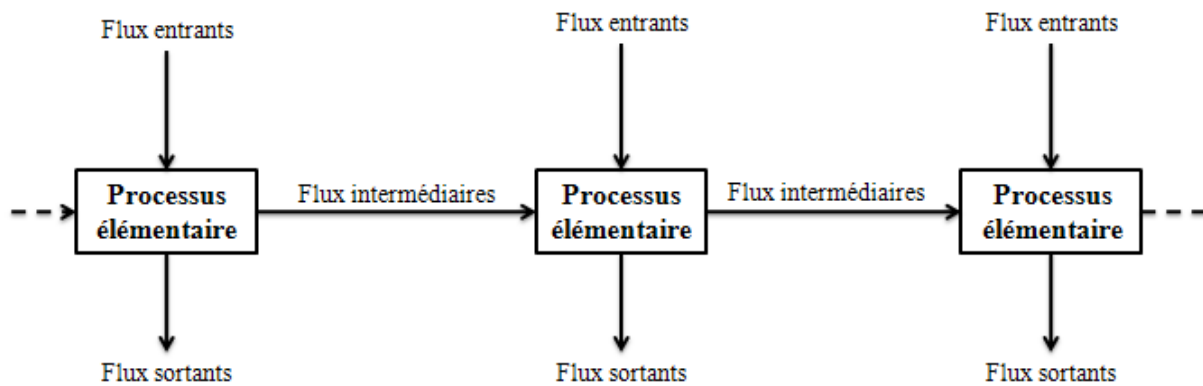 Flux entrants
Flux entrants
Flux entrants
Processus
élémentaire
Flux intermédiaires
Processus
élémentaire
Flux intermédiaires
Processus
élémentaire
Flux sortants
Flux sortants
Flux sortants